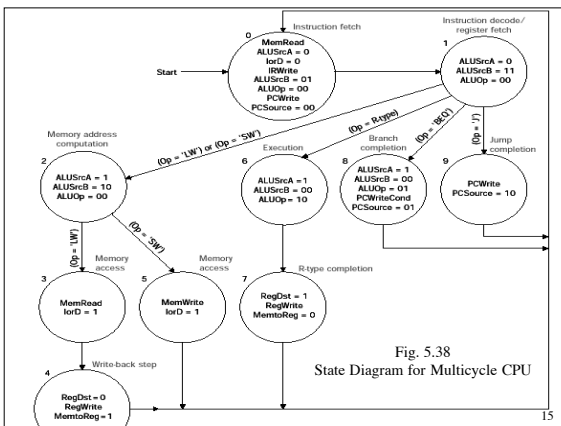 Instruction fetch
0
MemRead
ALUSrcA = 0
IorD = 0
IRWrite
ALUSrcB = 01
ALUOp = 00
PCWrite
PCSource = 00
Start
Instruction decode/
register fetch
1
ALUSrcA = 0
ALUSrcB = 11
ALUOp = 00
(Op = 'LW') or (Op = 'SW')
(Op = R-type)
(Op = 'BEQ')
(Op = 'J')
Memory address
computation
2
ALUSrcA = 1
ALUSrcB = 10
ALUOp = 00
Execution
6
ALUSrcA = 1
ALUSrcB = 00
ALUOp = 10
Branch
completion
8
ALUSrcA = 1
ALUSrcB = 00
ALUOp = 01
PCWriteCond
PCSource = 01
Jump
completion
9
PCWrite
PCSource = 10
(Op = 'LW')
(Op = 'SW')
Memory
access
3
MemRead
IorD = 1
Memory
access
5
MemWrite
IorD = 1
R-type completion
7
RegDst = 1
RegWrite
MemtoReg = 0
Write-back step
4
RegDst = 0
RegWrite
MemtoReg = 1
Fig. 5.38
State Diagram for Multicycle CPU
15